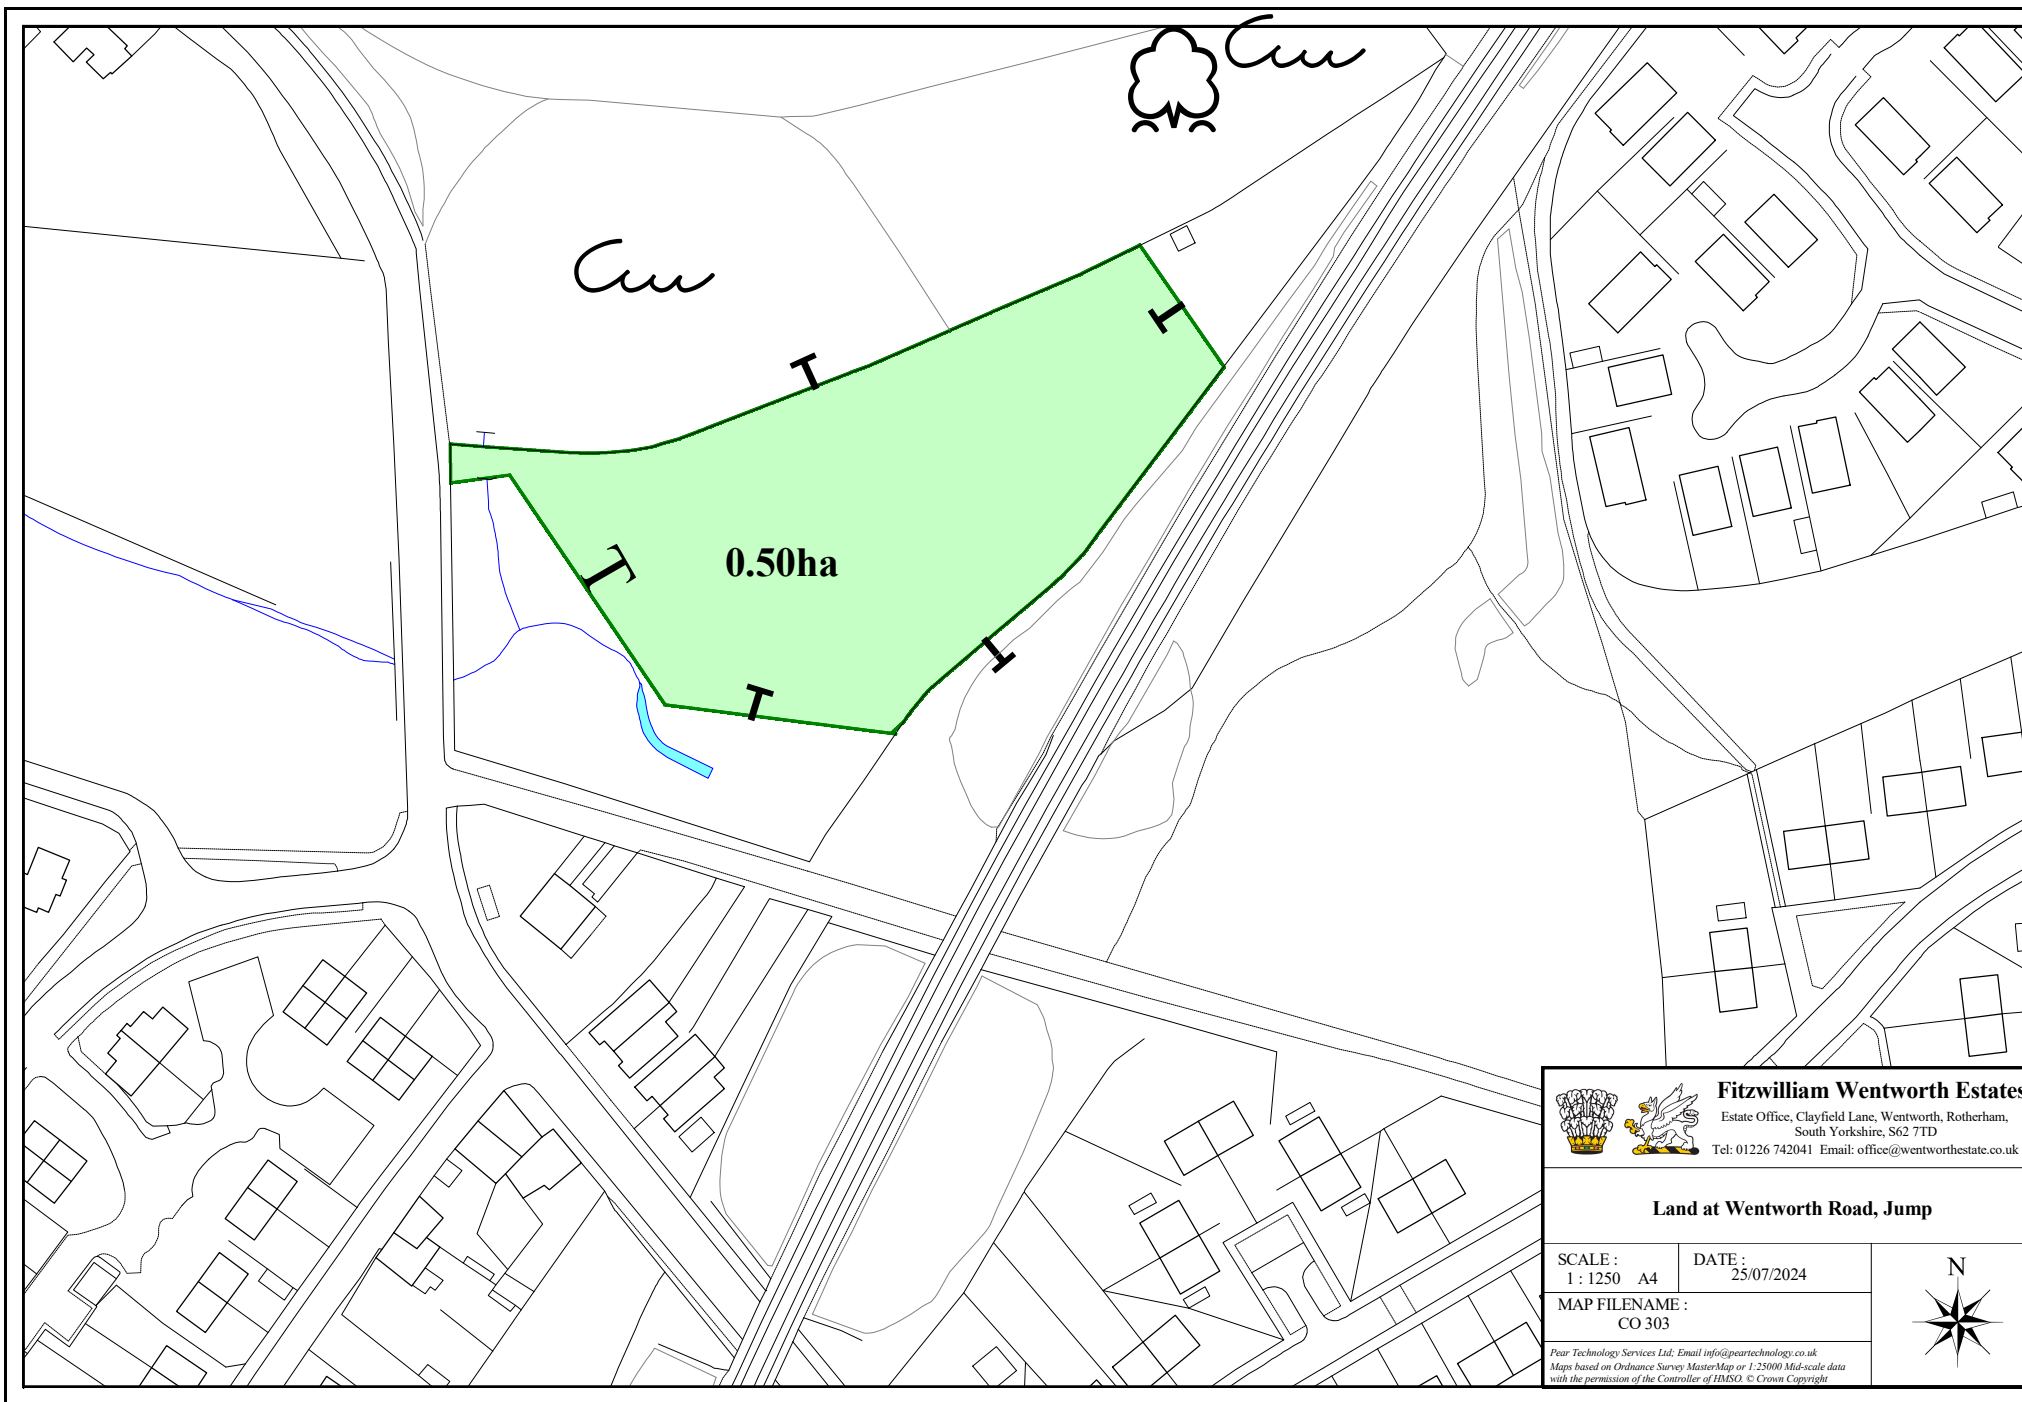 0.50ha
Fitzwilliam Wentworth Estates
Estate Office, Clayfield Lane, Wentworth, Rotherham,
South Yorkshire, S62 7TD
Tel: 01226 742041 Email: office@wentworthestate.co.uk
Land at Wentworth Road, Jump
SCALE :
1 : 1250 A4
DATE :
25/07/2024
MAP FILENAME :
CO 303
N
Pear Technology Services Ltd; Email info@peartechnology.co.uk
Maps based on Ordnance Survey MasterMap or 1:25000 Mid-scale data
with the permission of the Controller of HMSO. © Crown Copyright